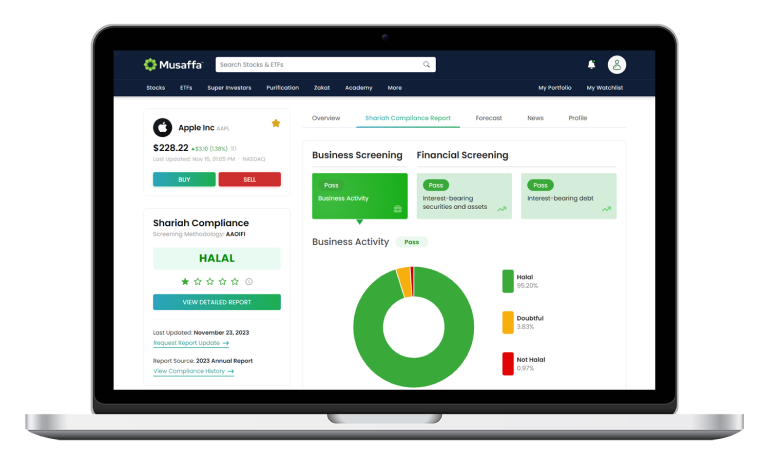 Musaffa
Search Stocks & ETFs
Stocks ETFs Super Investors Purification Zakat Academy More My Portfolio My Watchlist
Apple Inc AAPL
$228.22 +$3.10 (1.38%) 1D
Last Updated: Nov 15, 01:05 PM · NASDAQ
BUY SELL
Shariah Compliance
Screening Methodology: AAOIFI
HALAL
VIEW DETAILED REPORT
Last Updated: November 23, 2023
Request Report Update →
Report Source: 2023 Annual Report
View Compliance History →
Overview Shariah Compliance Report Forecast News Profile
Business Screening Financial Screening
Pass
Business Activity
Pass
Interest-bearing
securities and assets
Pass
Interest-bearing debt
Business Activity Pass
Halal
95.20%
Doubtful
3.83%
Not Halal
0.97%